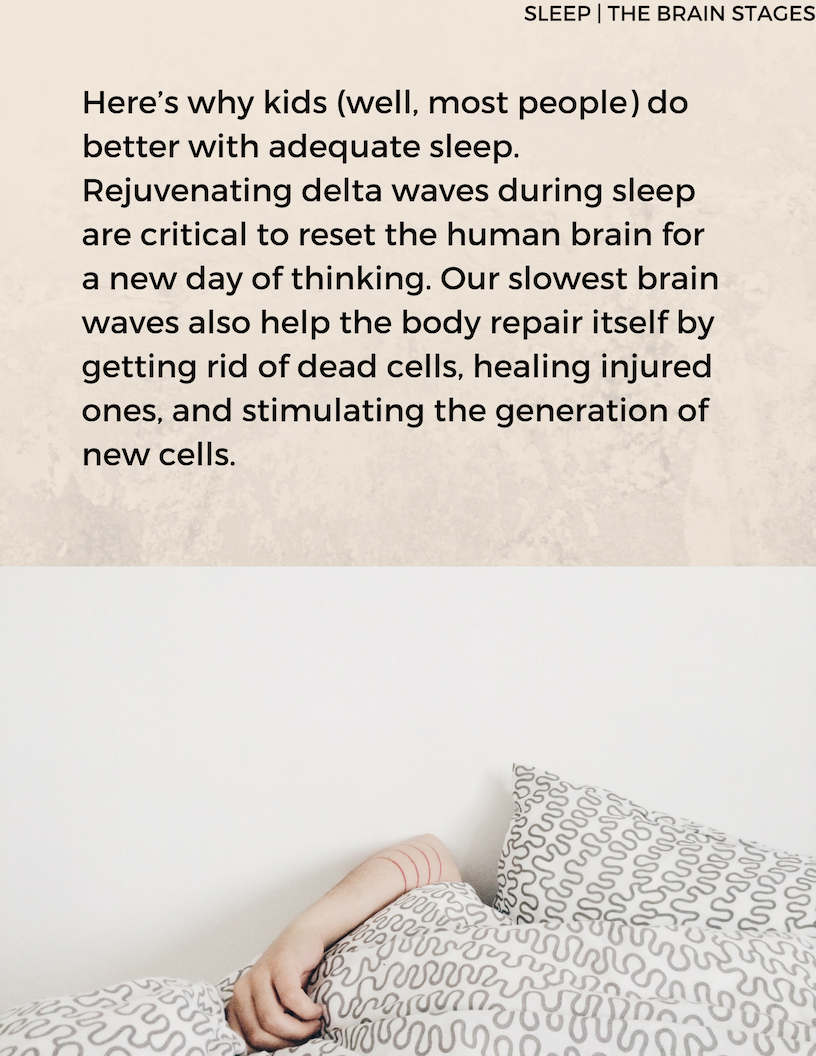 SLEEP | THE BRAIN STAGES
Here’s why kids (well, most people) do
better with adequate sleep.
Rejuvenating delta waves during sleep
are critical to reset the human brain for
a new day of thinking. Our slowest brain
waves also help the body repair itself by
getting rid of dead cells, healing injured
ones, and stimulating the generation of
new cells.